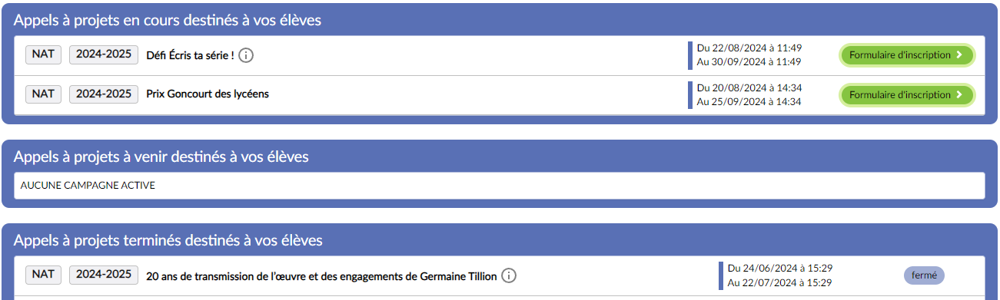 Appels à projets en cours destinés à vos élèves
NAT 2024-2025 Défi Écris ta série ! Du 22/08/2024 à 11:49
Au 30/09/2024 à 11:49
Formulaire d'inscription
NAT 2024-2025 Prix Goncourt des lycéens Du 20/08/2024 à 14:34
Au 25/09/2024 à 14:34
Formulaire d'inscription
Appels à projets à venir destinés à vos élèves
AUCUNE CAMPAGNE ACTIVE
Appels à projets terminés destinés à vos élèves
NAT 2024-2025 20 ans de transmission de l’œuvre et des engagements de Germaine Tillion Du 24/06/2024 à 15:29
Au 22/07/2024 à 15:29
fermé